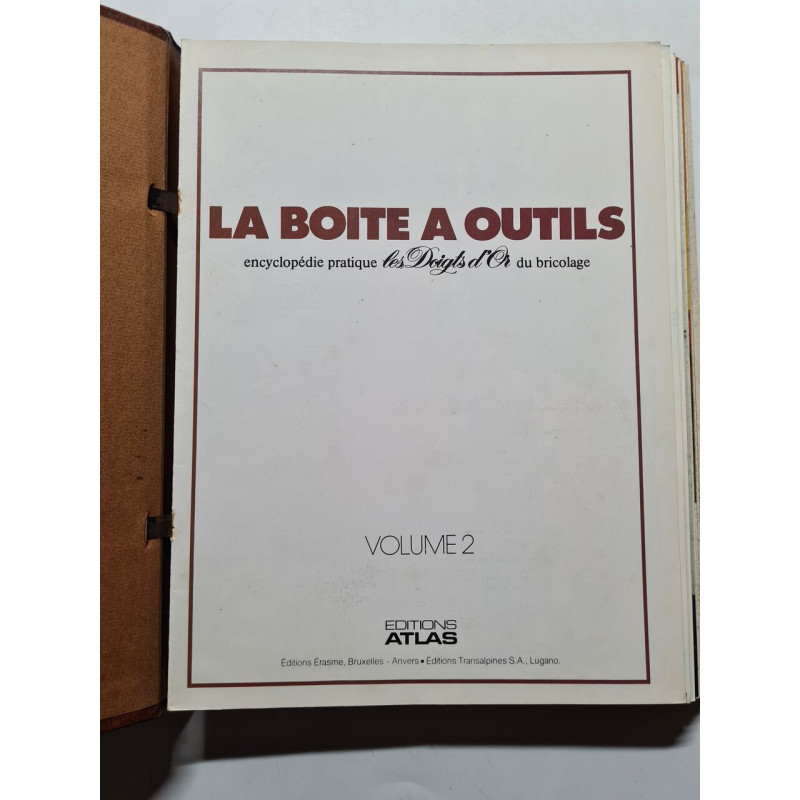 LA BOITE A OUTILS
encyclopédie pratique les Doigts d'Or du bricolage
VOLUME 2
EDITIONS
ATLAS
Éditions Érasme, Bruxelles - Anvers • Éditions Transalpines S.A., Lugano.